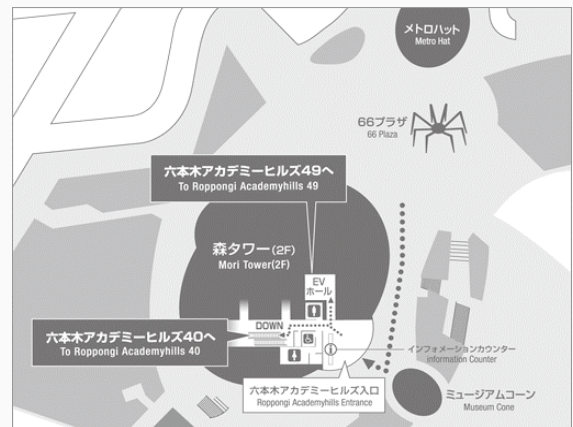 メトロハット
Metro Hat
66プラザ
66 Plaza
六本木アカデミーヒルズ49へ
To Roppongi Academyhills 49
森タワー(2F)
Mori Tower(2F)
EV
ホール
DOWN
六本木アカデミーヒルズ40へ
To Roppongi Academyhills 40
インフォメーションカウンター
information Counter
六本木アカデミーヒルズ入口
Roppongi Academyhills Entrance
ミュージアムコーン
Museum Cone